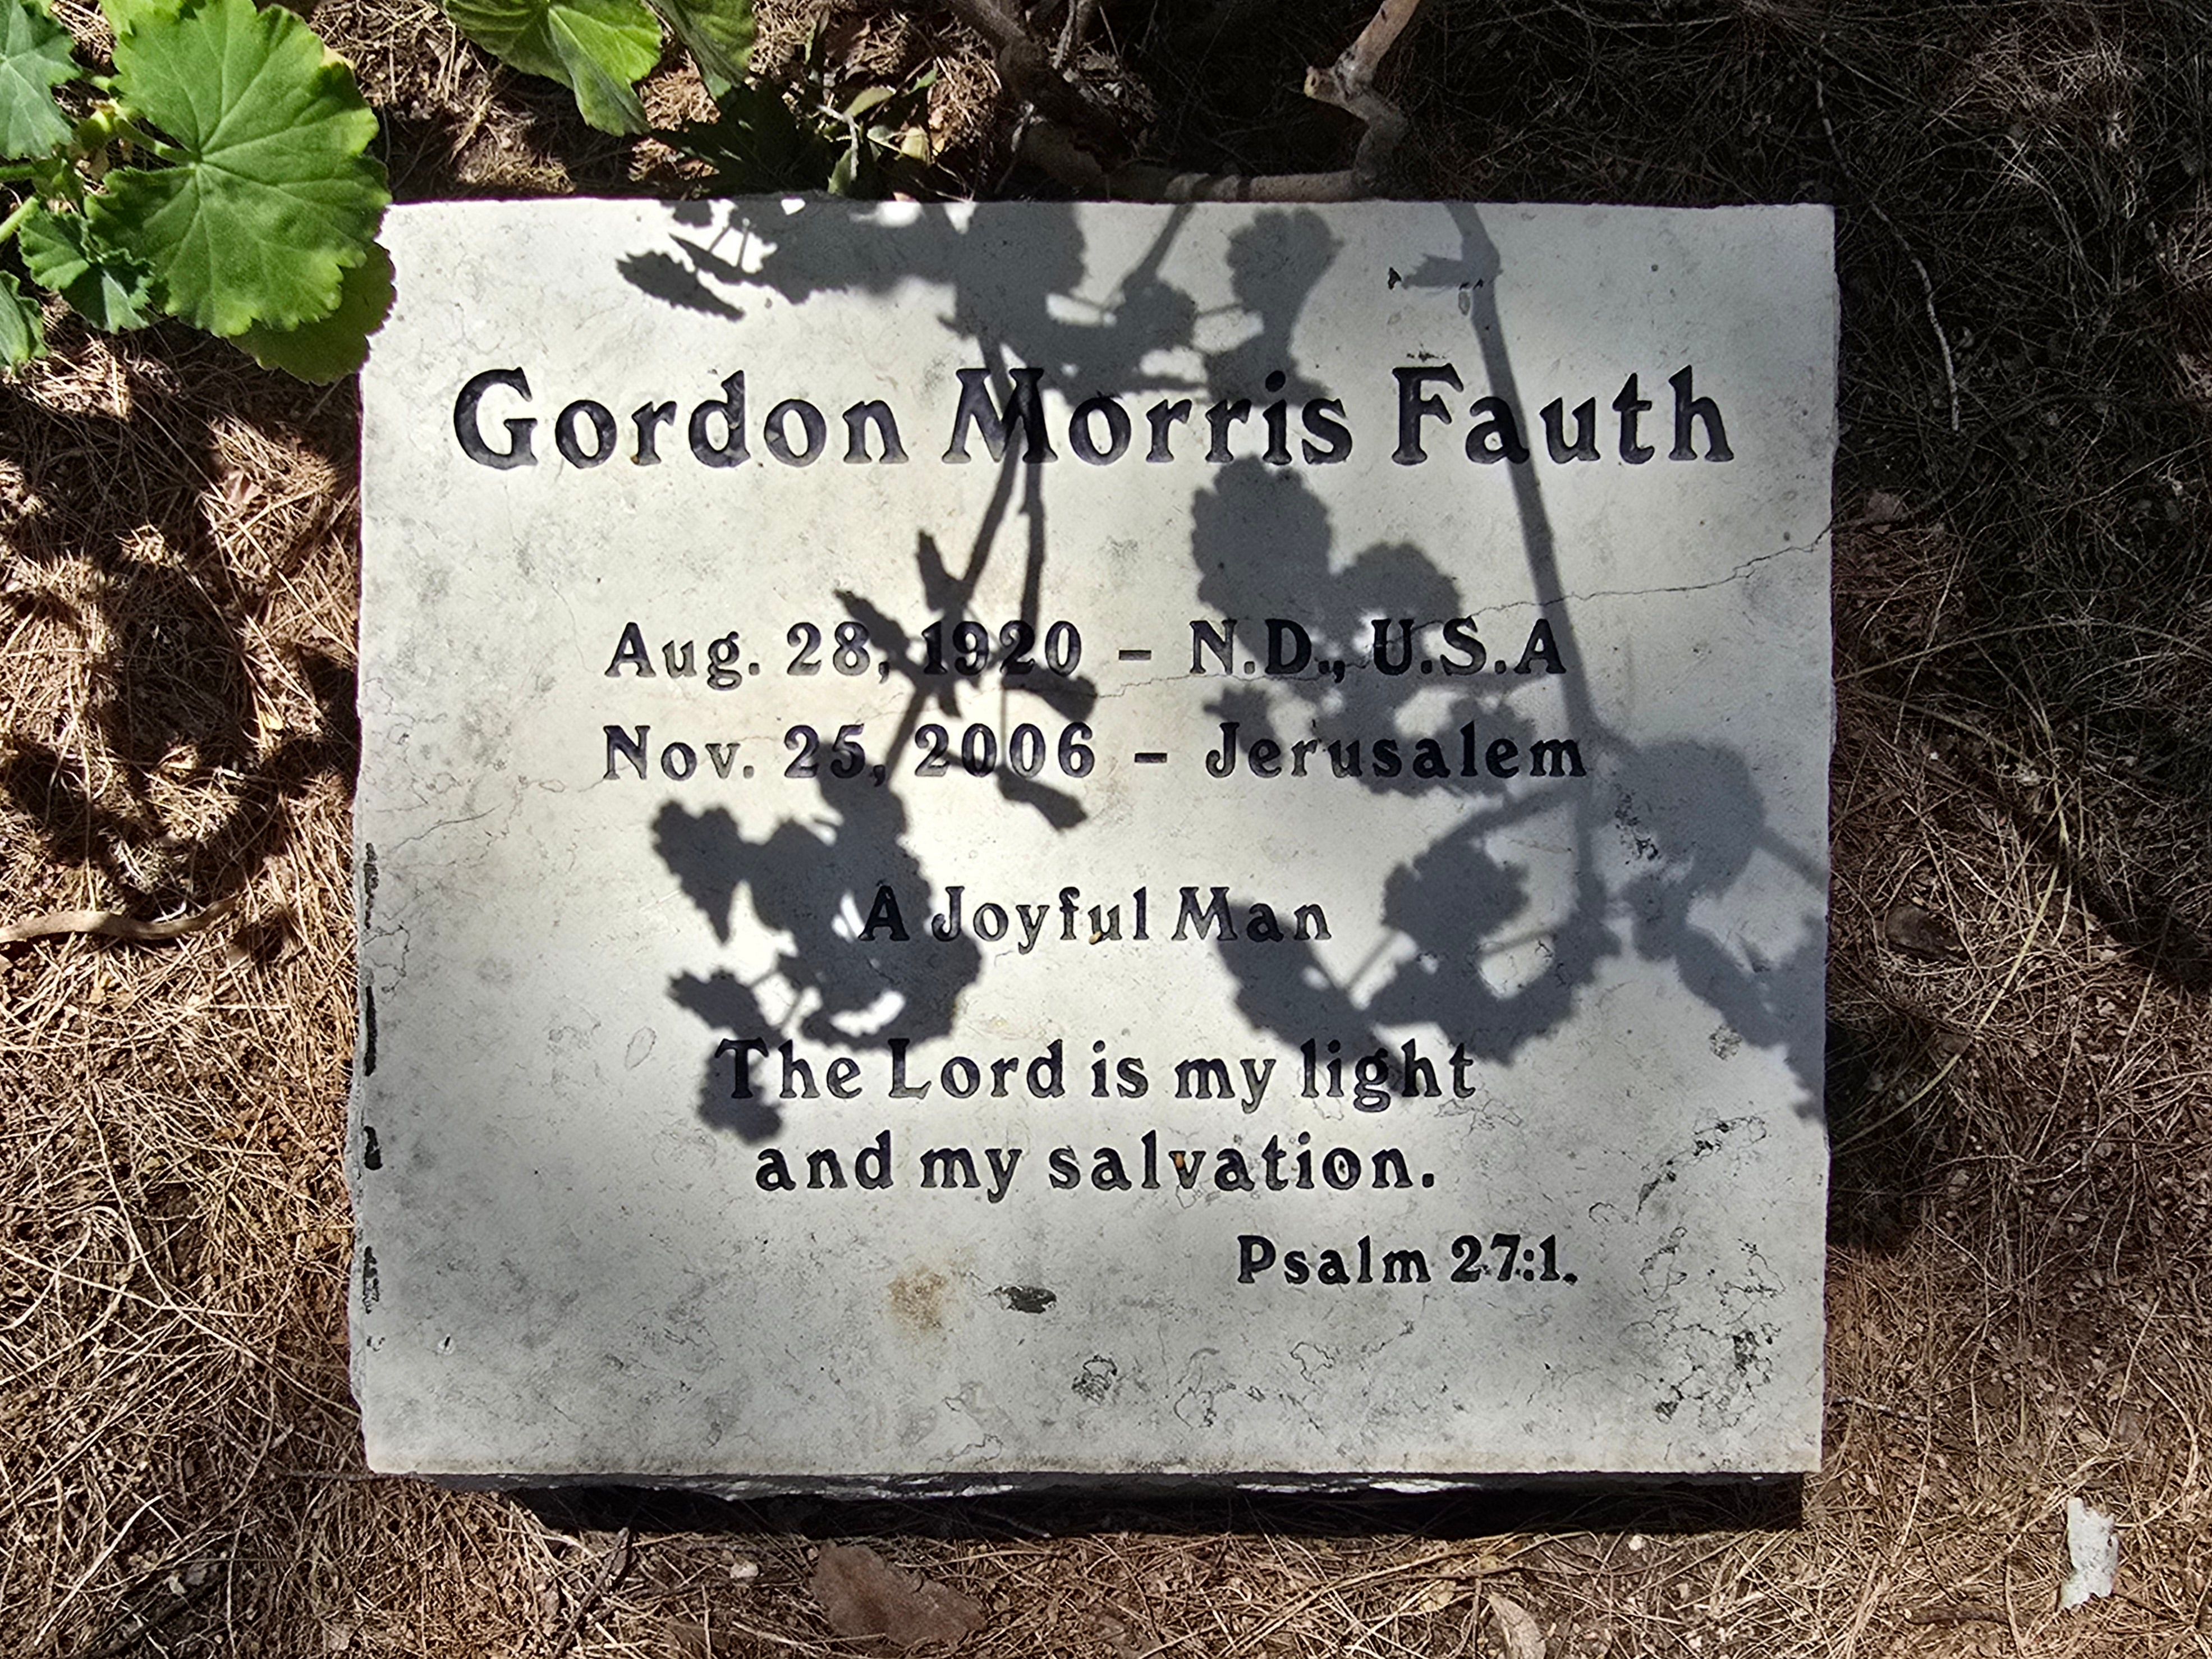 Gordon Morris Fauth
Aug. 28, 1920 – N.D., U.S.A
Nov. 25, 2006 – Jerusalem
A Joyful Man
The Lord is my light
and my salvation.
Psalm 27:1.